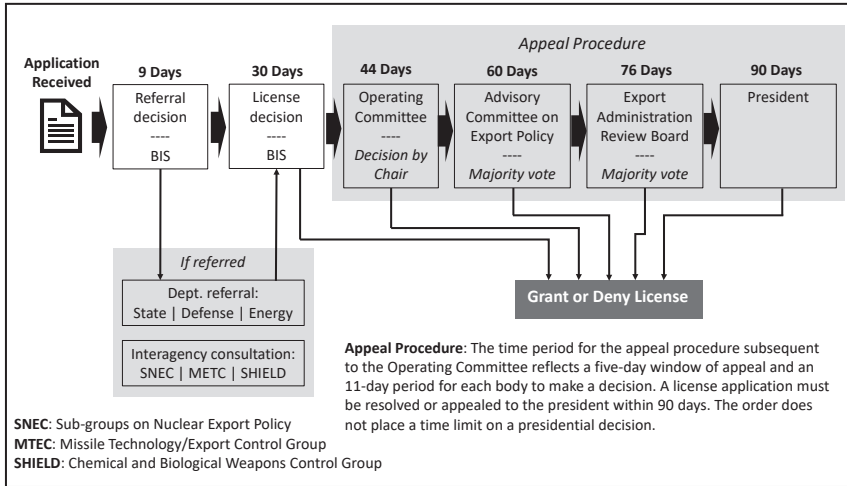 Appeal Procedure
Application
Received
9 Days
Referral
decision
----
BIS
30 Days
License
decision
----
BIS
44 Days
Operating
Committee
----
Decision by
Chair
60 Days
Advisory
Committee on
Export Policy
----
Majority vote
76 Days
Export
Administration
Review Board
----
Majority vote
90 Days
President
If referred
Dept. referral:
State | Defense | Energy
Interagency consultation:
SNEC | METC | SHIELD
Grant or Deny License
Appeal Procedure: The time period for the appeal procedure subsequent
to the Operating Committee reflects a five-day window of appeal and an
11-day period for each body to make a decision. A license application must
be resolved or appealed to the president within 90 days. The order does
not place a time limit on a presidential decision.
SNEC: Sub-groups on Nuclear Export Policy
MTEC: Missile Technology/Export Control Group
SHIELD: Chemical and Biological Weapons Control Group